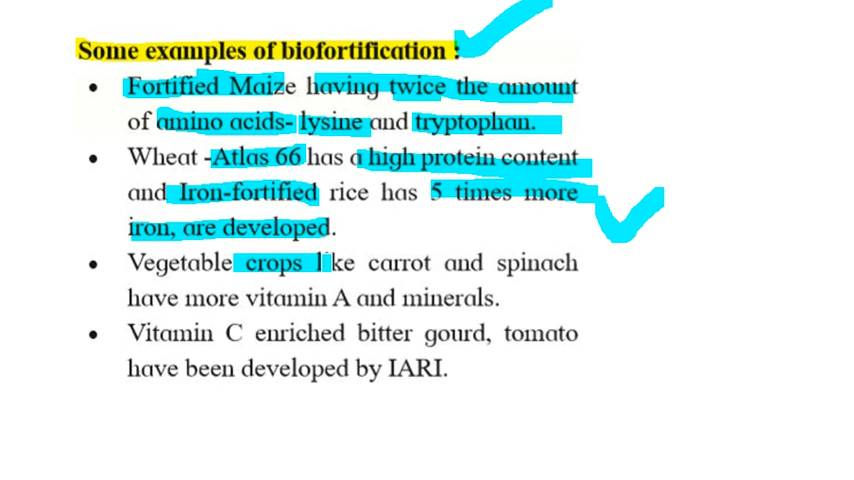 Some examples of biofortification :
• Fortified Maize having twice the amount
of amino acids- lysine and tryptophan.
• Wheat -Atlas 66 has a high protein content
and Iron-fortified rice has 5 times more
iron, are developed.
• Vegetable crops like carrot and spinach
have more vitamin A and minerals.
• Vitamin C enriched bitter gourd, tomato
have been developed by IARI.